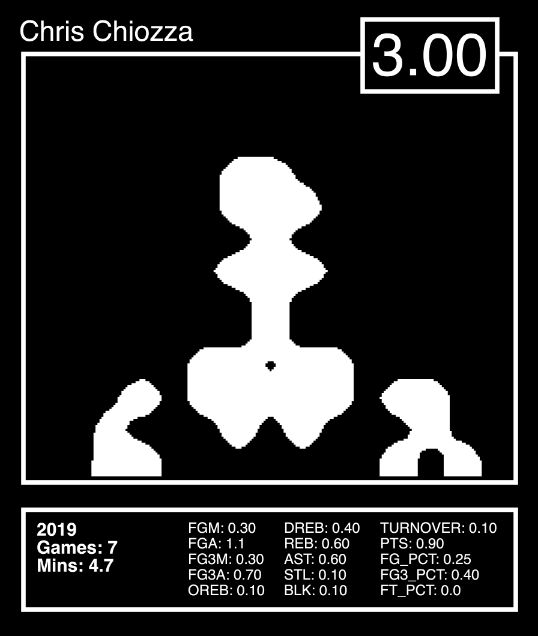 Chris Chiozza
3.00
2019
Games: 7
Mins: 4.7
FGM: 0.30
FGA: 1.1
FG3M: 0.30
FG3A: 0.70
OREB: 0.10
DREB: 0.40
REB: 0.60
AST: 0.60
STL: 0.10
BLK: 0.10
TURNOVER: 0.10
PTS: 0.90
FG_PCT: 0.25
FG3_PCT: 0.40
FT_PCT: 0.0